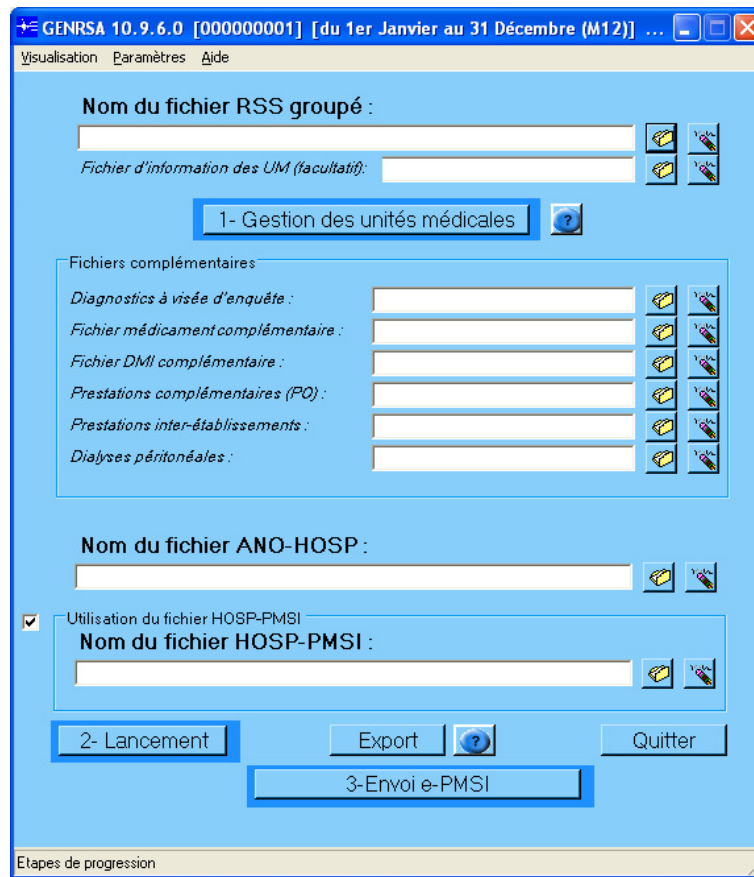 GENRSA 10.9.6.0 [000000001] [du 1er Janvier au 31 Décembre (M12)] ...
Visualisation Paramètres Aide
Nom du fichier RSS groupé :
Fichier d'information des UM (facultatif):
1- Gestion des unités médicales ?
Fichiers complémentaires
Diagnostics à visée d'enquête :
Fichier médicament complémentaire :
Fichier DMI complémentaire :
Prestations complémentaires (PO) :
Prestations inter-établissements :
Dialyses péritonéales :
Nom du fichier ANO-HOSP :
Utilisation du fichier HOSP-PMSI
Nom du fichier HOSP-PMSI :
2- Lancement Export ? Quitter
3-Envoi e-PMSI
Etapes de progression